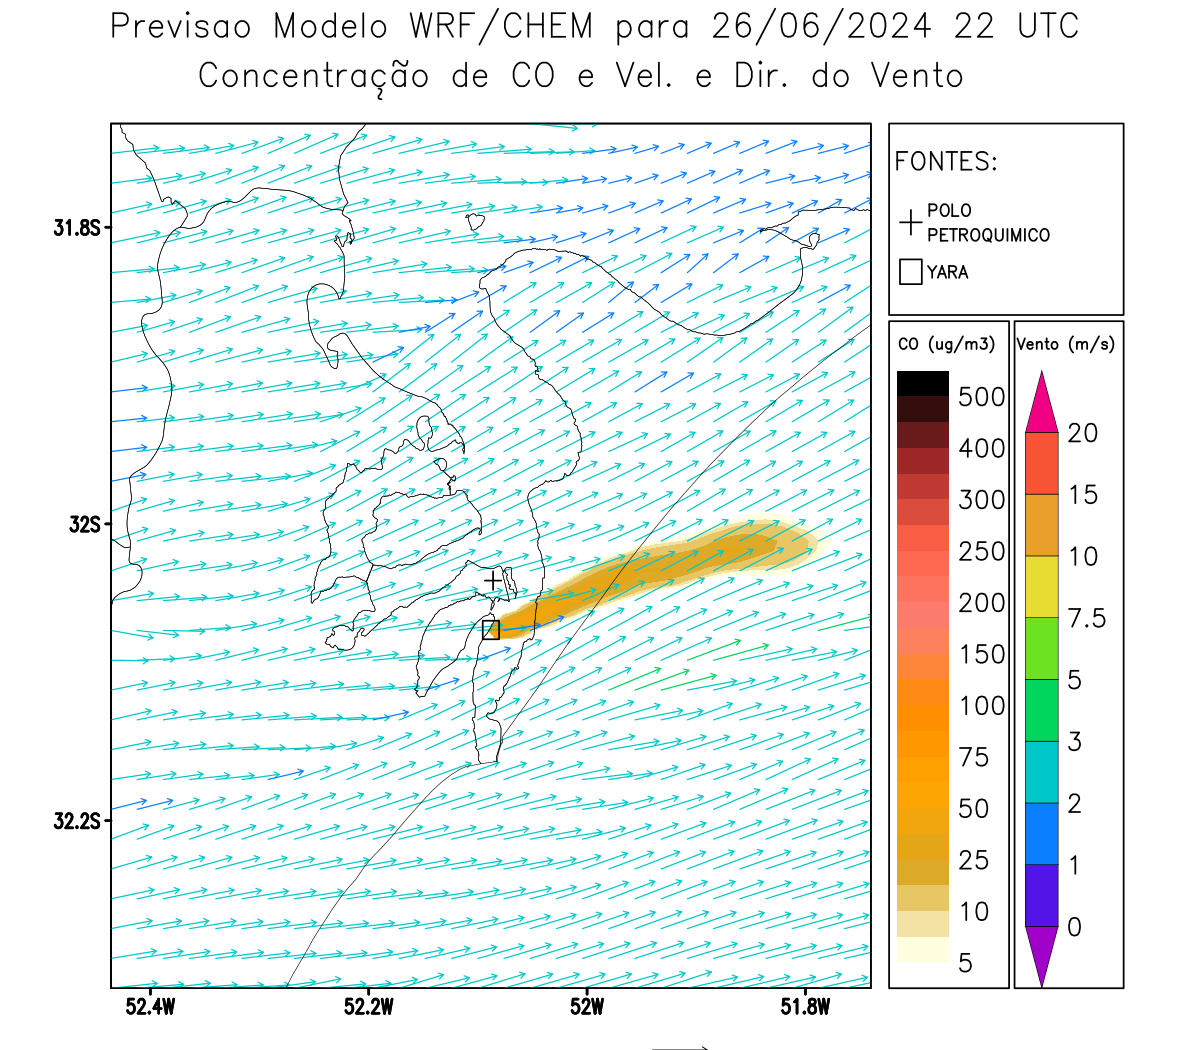 Previsao Modelo WRF/CHEM para 26/06/2024 22 UTC
Concentração de CO e Vel. e Dir. do Vento
FONTES:
POLO
PETROQUIMICO
YARA
CO (ug/m3)
500
400
300
250
200
150
100
75
50
25
10
5
Vento (m/s)
20
15
10
7.5
5
3
2
1
0
31.8S
32S
32.2S
52.4W 52.2W 52W 51.8W